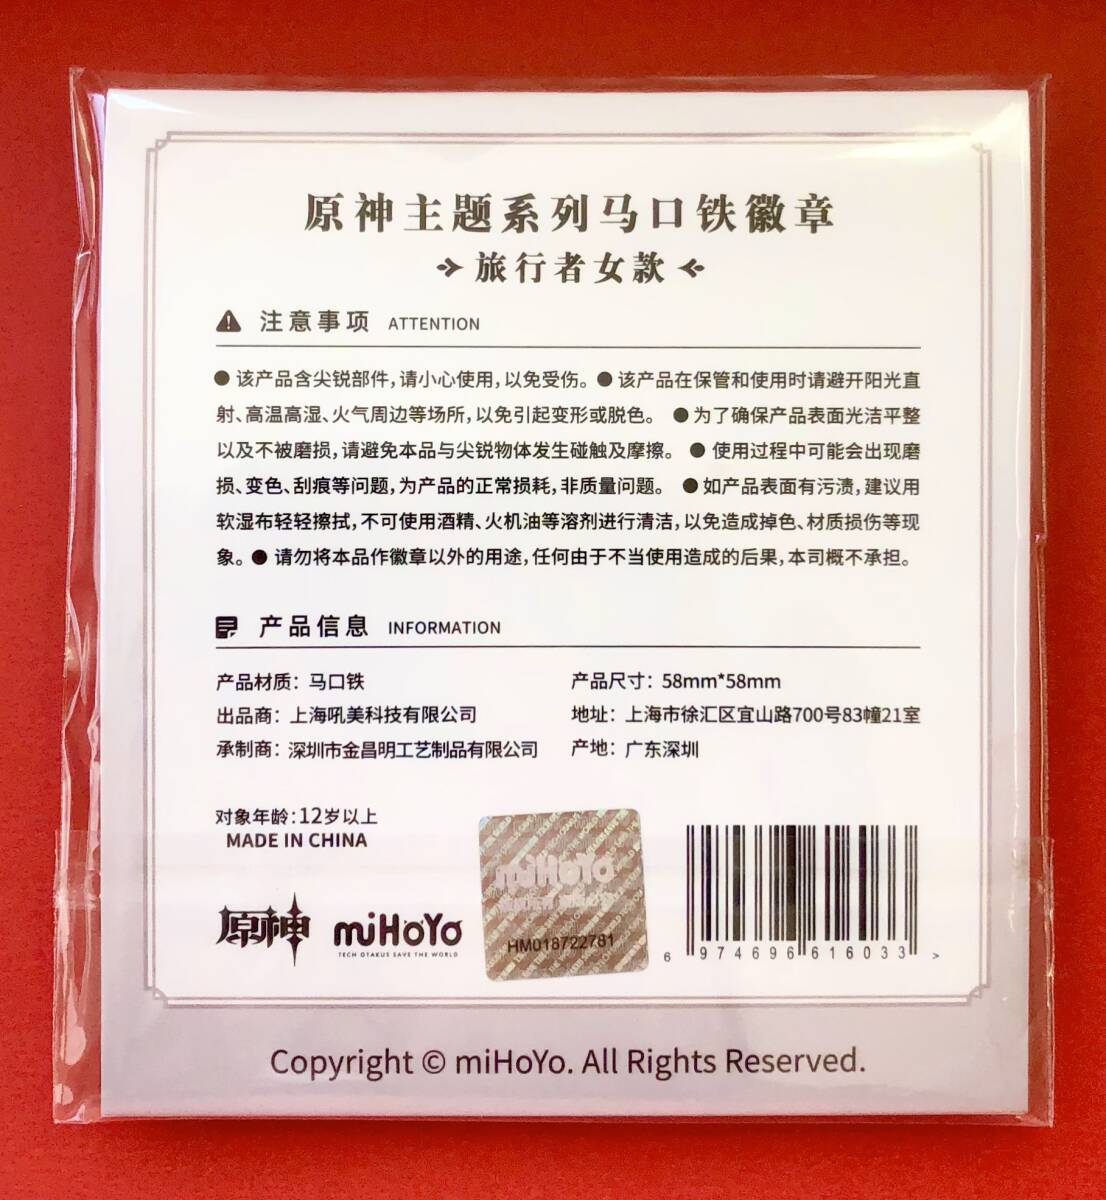 原神主题系列马口铁徽章
旅行者女款
注意事项 ATTENTION
●该产品含尖锐部件,请小心使用,以免受伤。●该产品在保管和使用时请避开阳光直
射、高温高湿、火气周边等场所,以免引起变形或脱色。 ●为了确保产品表面光洁平整
以及不被磨损,请避免本品与尖锐物体发生碰触及摩擦。 ●使用过程中可能会出现磨
损、变色、刮痕等问题,为产品的正常损耗,非质量问题。 ●如产品表面有污渍,建议用
软湿布轻轻擦拭,不可使用酒精、火机油等溶剂进行清洁,以免造成掉色、材质损伤等现
象。● 请勿将本品作徽章以外的用途,任何由于不当使用造成的后果,本司概不承担。
产品信息 INFORMATION
产品材质：马口铁 产品尺寸：58mm*58mm
出品商：上海吼美科技有限公司 地址：上海市徐汇区宜山路700号83幢21室
承制商：深圳市金昌明工艺制品有限公司 产地：广东深圳
对象年龄：12岁以上
MADE IN CHINA
原神 miHoYo
TECH OTAKUS SAVE THE WORLD
miHoYo
HM018722781
6 974696 616033 >
Copyright © miHoYo. All Rights Reserved.